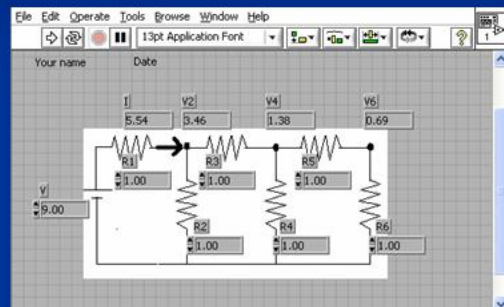 File Edit Operate Tools Browse Window Help
13pt Application Font
? 1
Your name Date
I V2 V4 V6
5.54 3.46 1.38 0.69
R1 R3 R5
1.00 1.00 1.00
V
9.00
R2 R4 R6
1.00 1.00 1.00